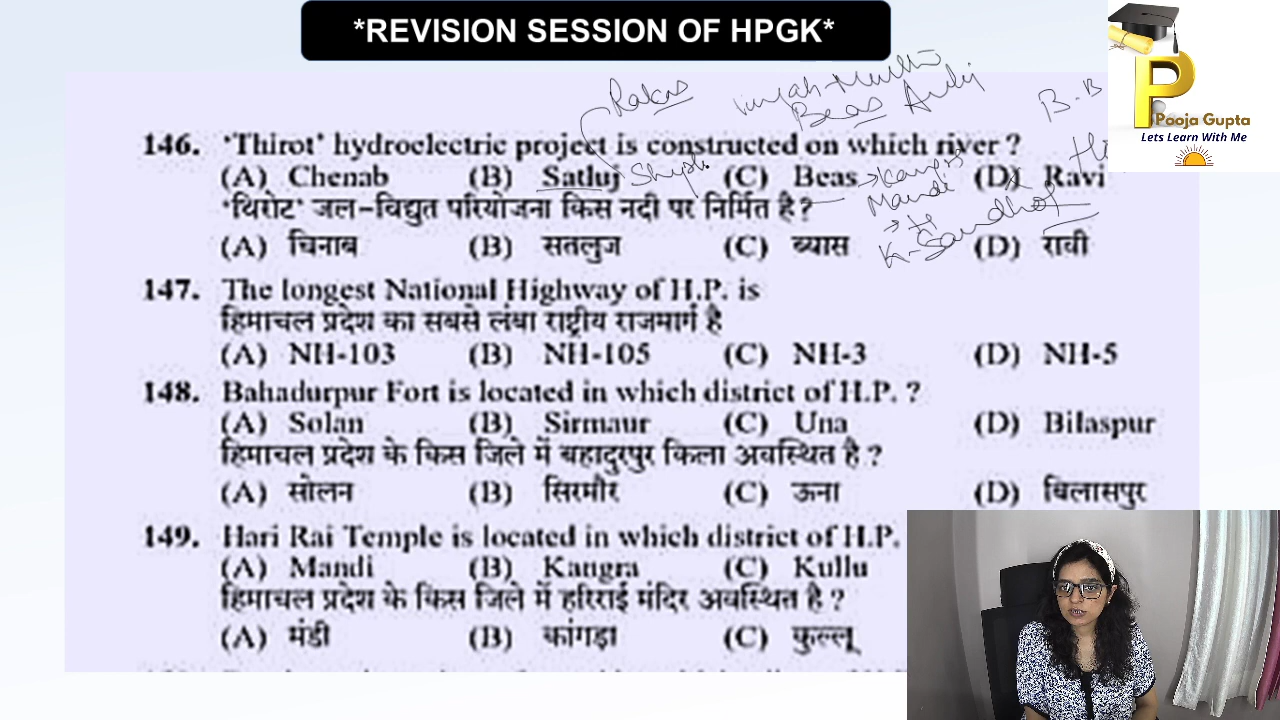 *REVISION SESSION OF HPGK*
P
Pooja Gupta
Lets Learn With Me
Rakas
Beas
B.B
146. 'Thirot' hydroelectric project is constructed on which river ?
(A) Chenab (B) Satluj (C) Beas (D) Ravi
Mandi
'थिरोट' जल-विद्युत परियोजना किस नदी पर निर्मित है ?
(A) चिनाब (B) सतलुज (C) ब्यास (D) रावी
147. The longest National Highway of H.P. is
हिमाचल प्रदेश का सबसे लंबा राष्ट्रीय राजमार्ग है
(A) NH-103 (B) NH-105 (C) NH-3 (D) NH-5
148. Bahadurpur Fort is located in which district of H.P. ?
(A) Solan (B) Sirmaur (C) Una (D) Bilaspur
हिमाचल प्रदेश के किस जिले में बहादुरपुर किला अवस्थित है ?
(A) सोलन (B) सिरमौर (C) ऊना (D) बिलासपुर
149. Hari Rai Temple is located in which district of H.P.
(A) Mandi (B) Kangra (C) Kullu
हिमाचल प्रदेश के किस जिले में हरिराई मंदिर अवस्थित है ?
(A) मंडी (B) कांगड़ा (C) कुल्लू